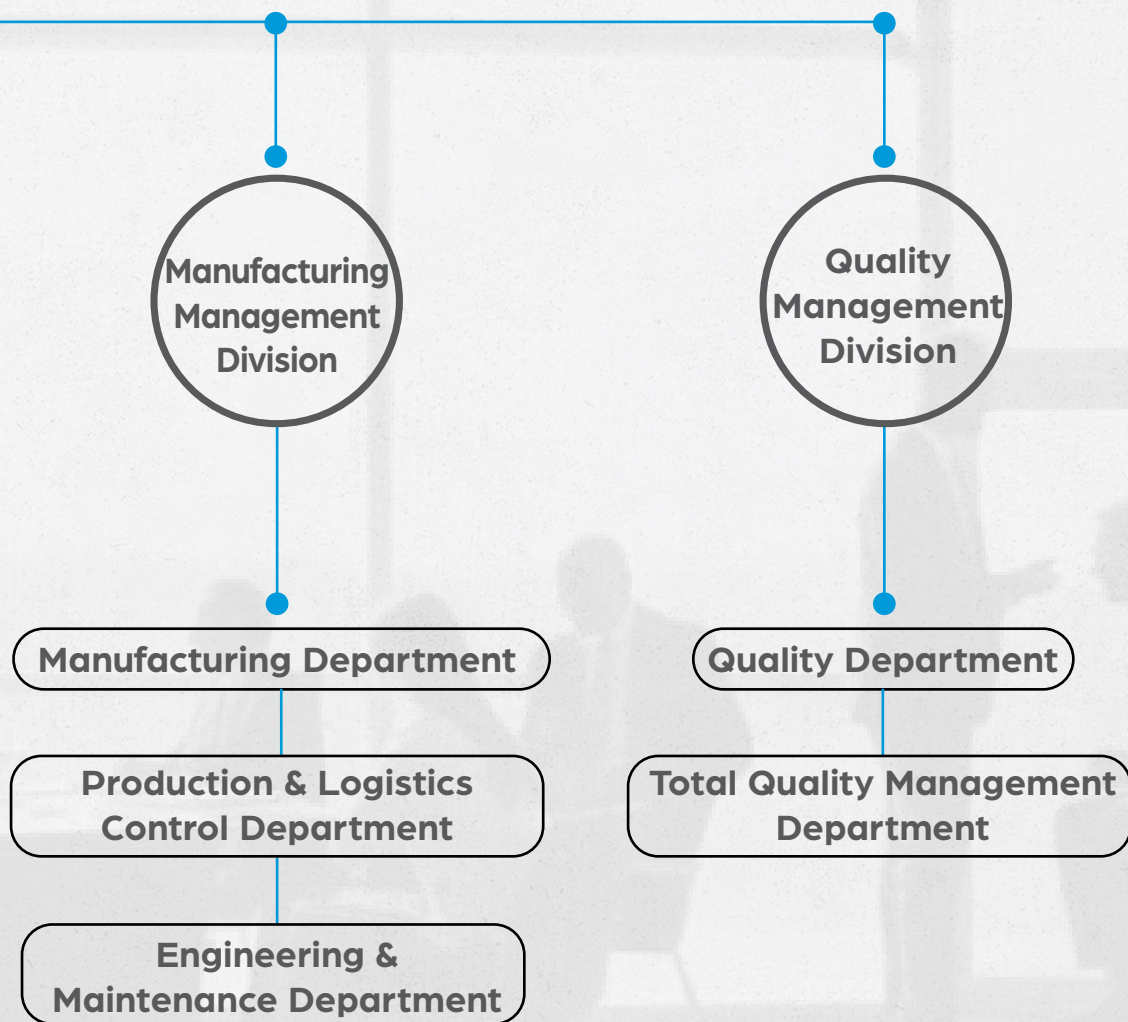 Manufacturing
Management
Division
Quality
Management
Division
Manufacturing Department
Quality Department
Production & Logistics
Control Department
Total Quality Management
Department
Engineering &
Maintenance Department